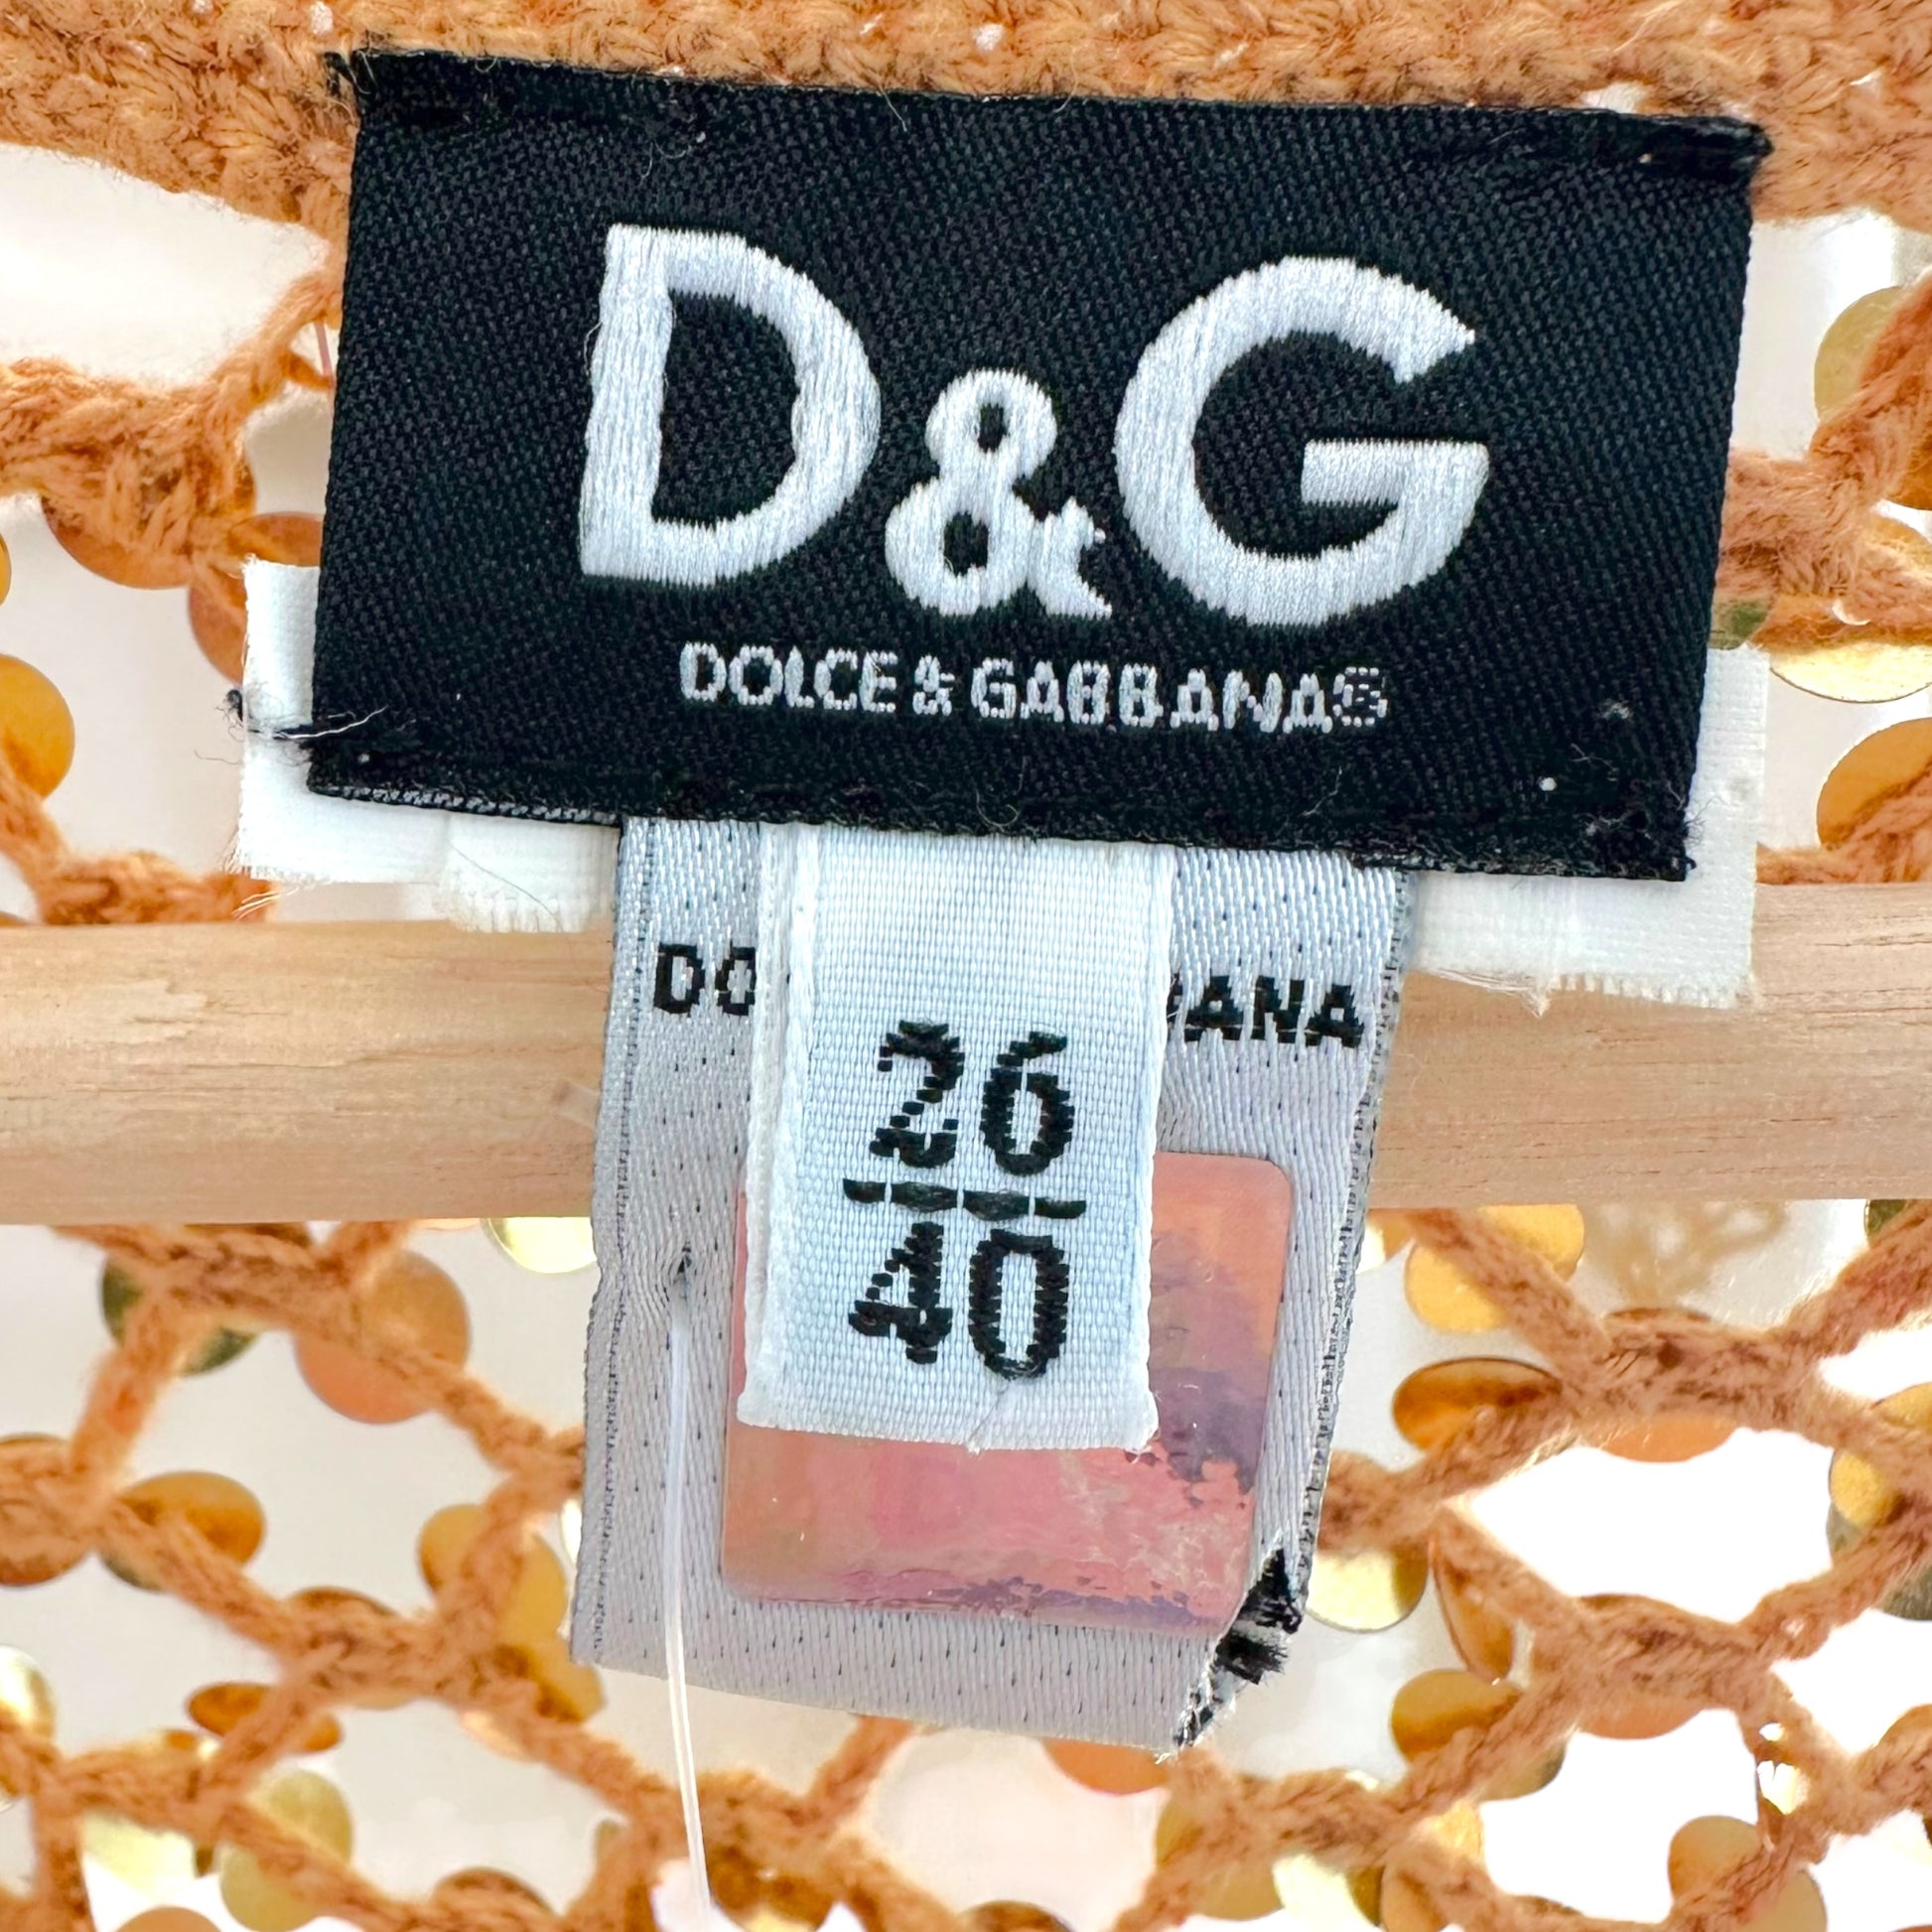 D&G
DOLCE & GABBANA®
DO ANA
26
40